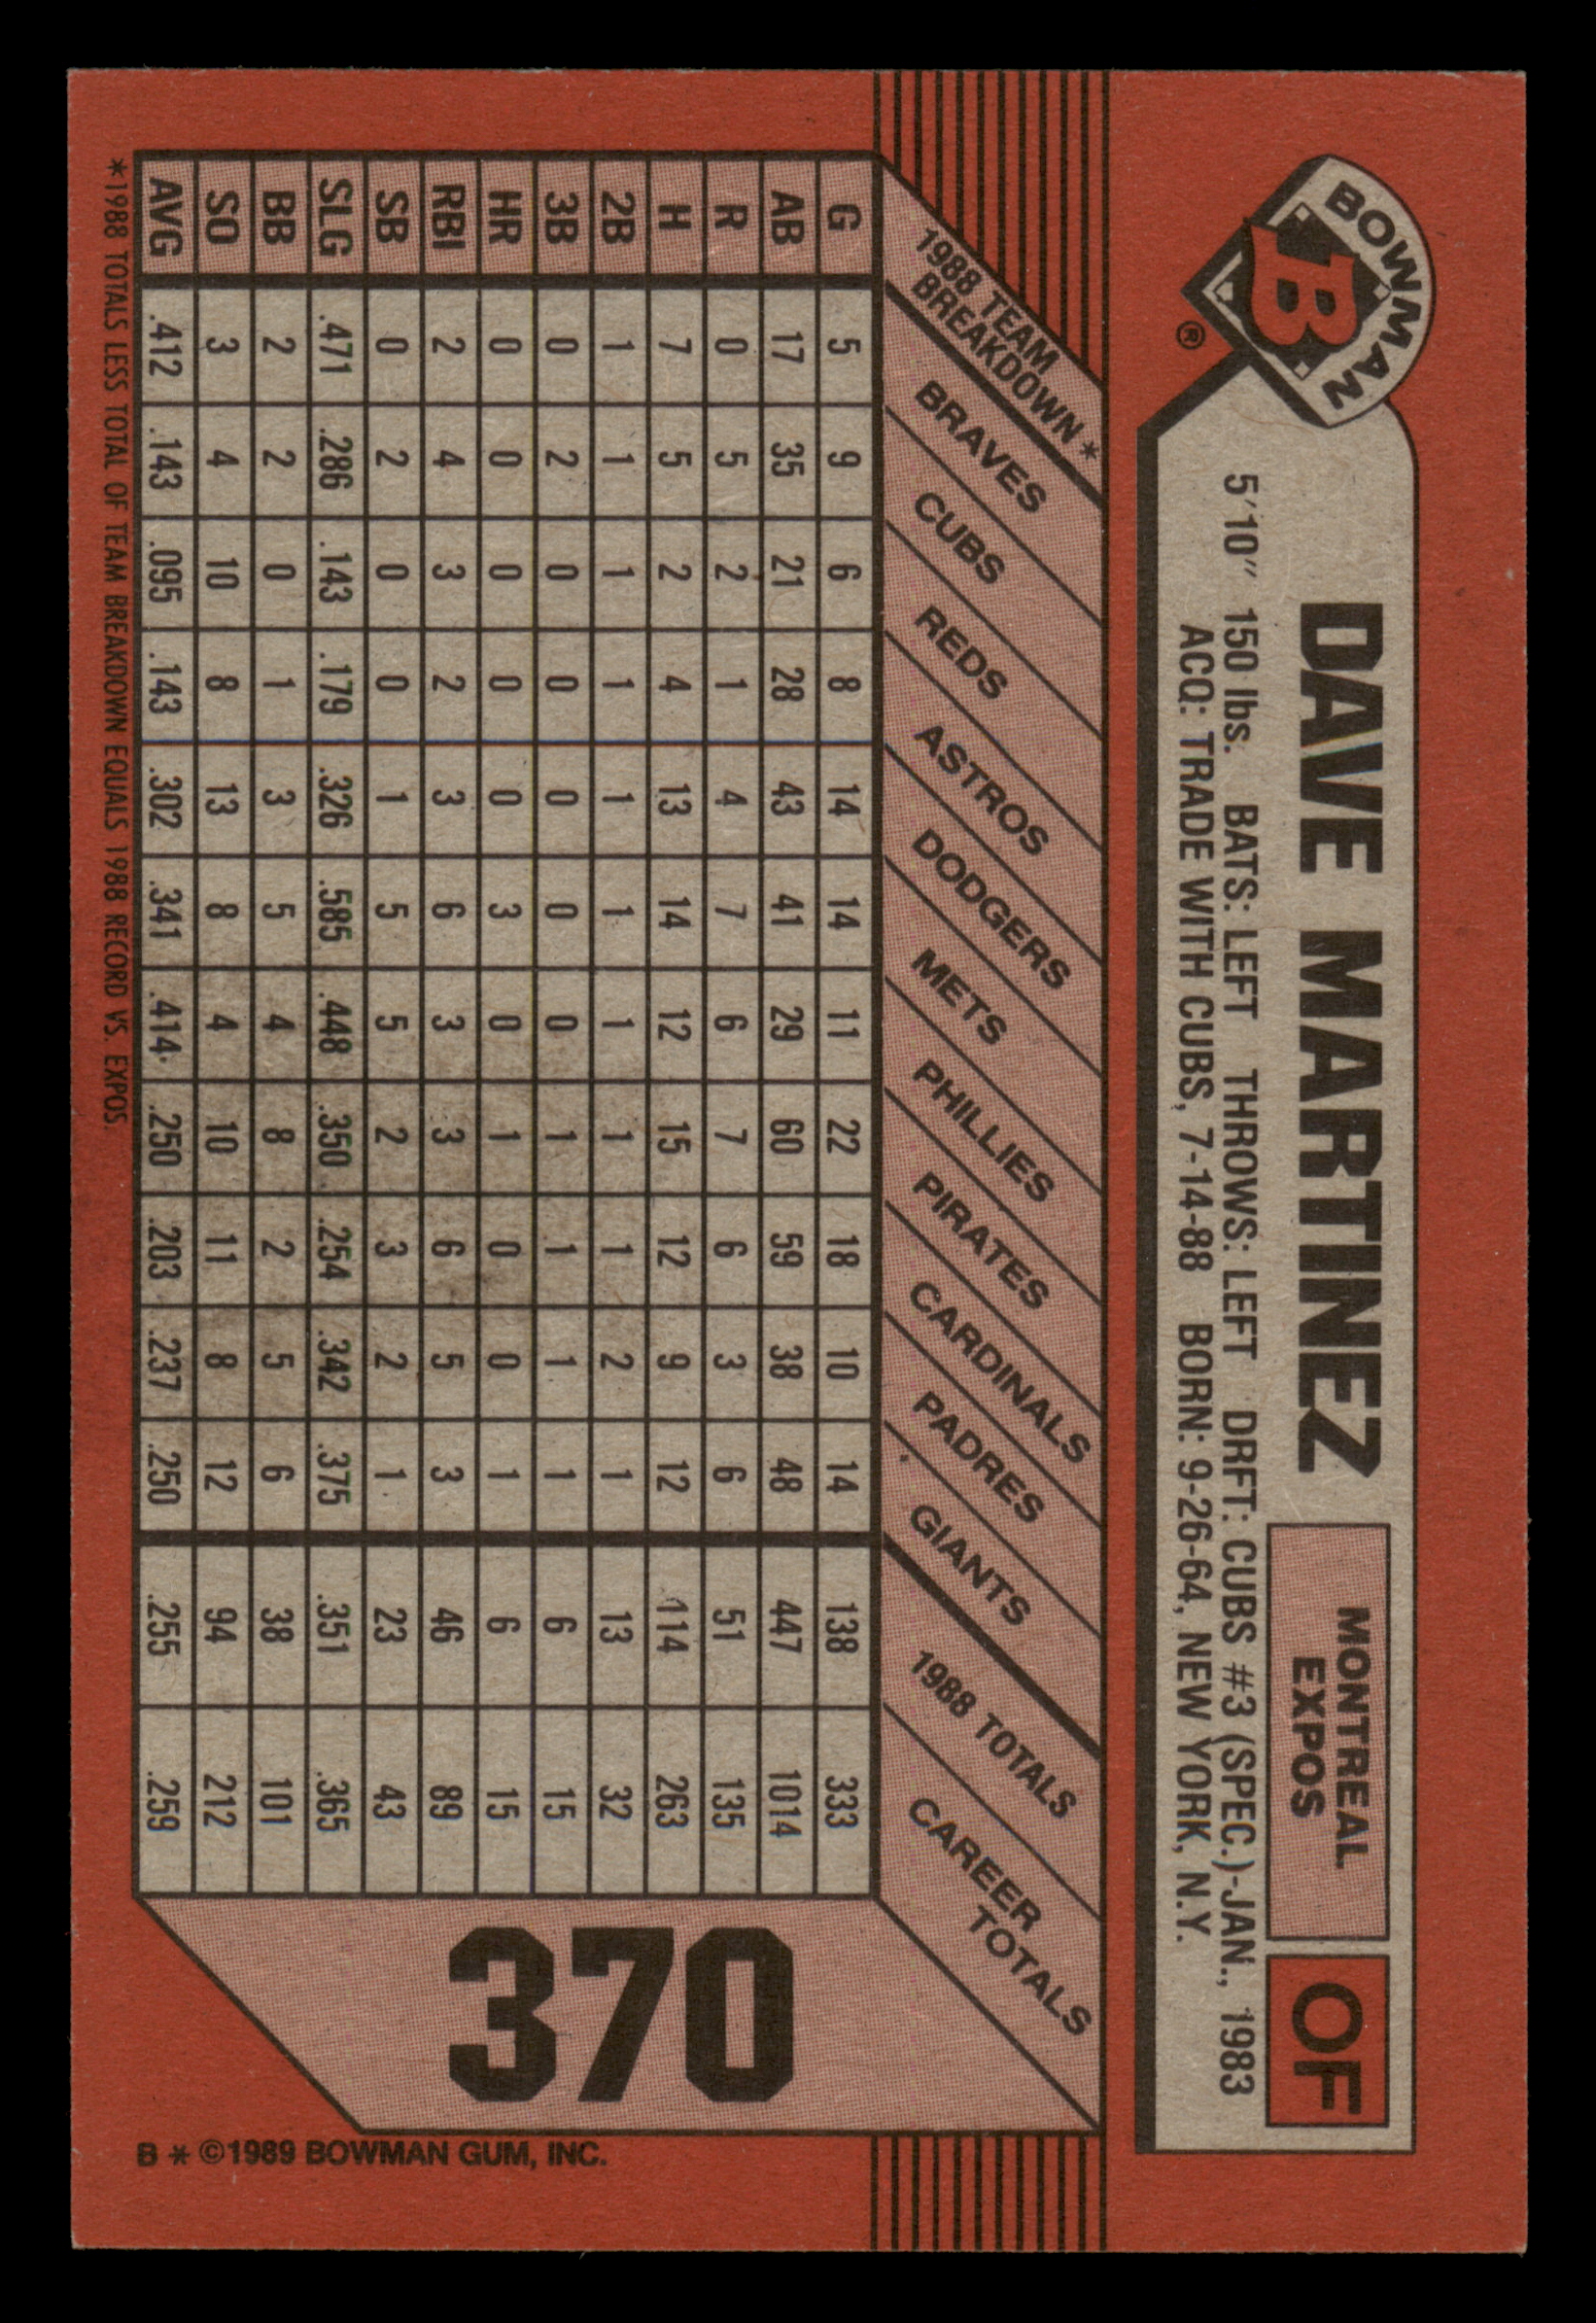 BOWMAN
B
®
DAVE MARTINEZ
MONTREAL
EXPOS
OF
5'10" 150 lbs. BATS: LEFT THROWS: LEFT DRFT: CUBS #3 (SPEC.)-JAN., 1983
ACQ: TRADE WITH CUBS, 7-14-88 BORN: 9-26-64, NEW YORK, N.Y.
1988 TEAM
BREAKDOWN * BRAVES CUBS REDS ASTROS DODGERS METS PHILLIES PIRATES CARDINALS PADRES GIANTS 1988 TOTALS CAREER TOTALS
G 5 9 6 8 14 14 11 22 18 10 14 138 333
AB 17 35 21 28 43 41 29 60 59 38 48 447 1014
R 0 5 2 1 4 7 6 7 6 3 6 51 135
H 7 5 2 4 13 14 12 15 12 9 12 114 263
2B 1 1 1 1 1 1 1 1 1 2 1 13 32
3B 0 2 0 0 0 0 0 1 1 1 1 6 15
HR 0 0 0 0 0 3 0 1 0 0 1 6 15
RBI 2 4 3 2 3 6 3 3 6 5 3 46 89
SB 0 2 0 0 1 5 5 2 3 2 1 23 43
SLG .471 .286 .143 .179 .326 .585 .448 .350 .254 .342 .375 .351 .365
BB 2 2 0 1 3 5 4 8 2 5 6 38 101
SO 3 4 10 8 13 8 4 10 11 8 12 94 212
AVG .412 .143 .095 .143 .302 .341 .414 .250 .203 .237 .250 .255 .259
*1988 TOTALS LESS TOTAL OF TEAM BREAKDOWN EQUALS 1988 RECORD VS. EXPOS.
370
B * ©1989 BOWMAN GUM, INC.